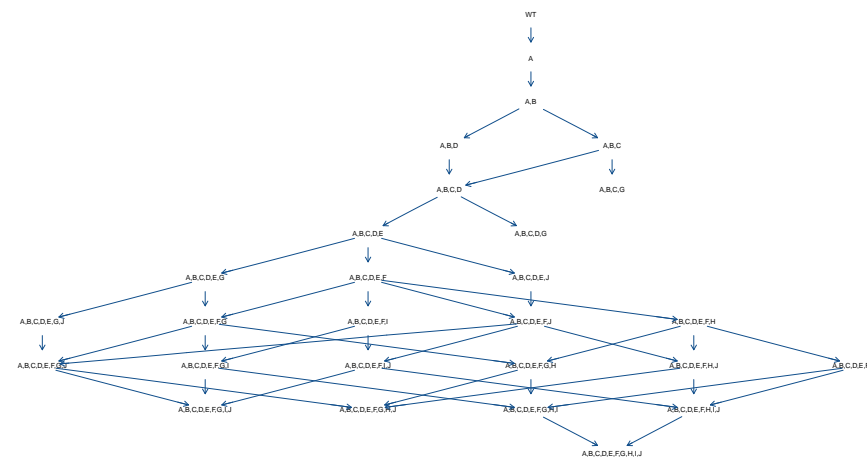 WT
A
A,B
A,B,D
A,B,C
A,B,C,D
A,B,C,G
A,B,C,D,E
A,B,C,D,G
A,B,C,D,E,G
A,B,C,D,E,F
A,B,C,D,E,J
A,B,C,D,E,G,J
A,B,C,D,E,F,G
A,B,C,D,E,F,I
A,B,C,D,E,F,J
A,B,C,D,E,F,H
A,B,C,D,E,F,G,J
A,B,C,D,E,F,G,I
A,B,C,D,E,F,I,J
A,B,C,D,E,F,G,H
A,B,C,D,E,F,H,J
A,B,C,D,E,F,G,I,J
A,B,C,D,E,F,G,H,J
A,B,C,D,E,F,G,H,I
A,B,C,D,E,F,H,I,J
A,B,C,D,E,F,G,H,I,J